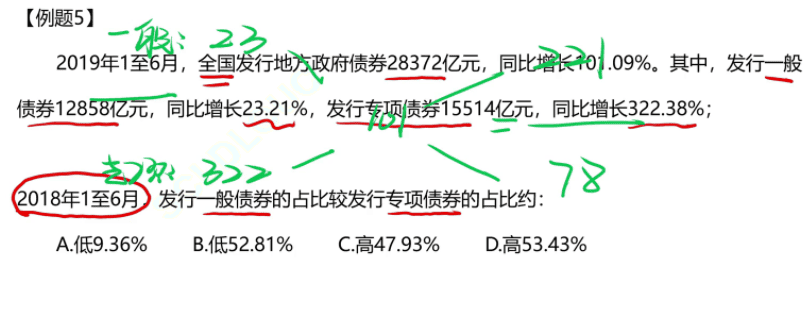 【例题5】
一般：23
221
2019年1至6月，全国发行地方政府债券28372亿元，同比增长101.09%。其中，发行一般
债券12858亿元，同比增长23.21%，发行专项债券15514亿元，同比增长322.38%；
101
专项：322
78
2018年1至6月，发行一般债券的占比较发行专项债券的占比约：
A.低9.36% B.低52.81% C.高47.93% D.高53.43%